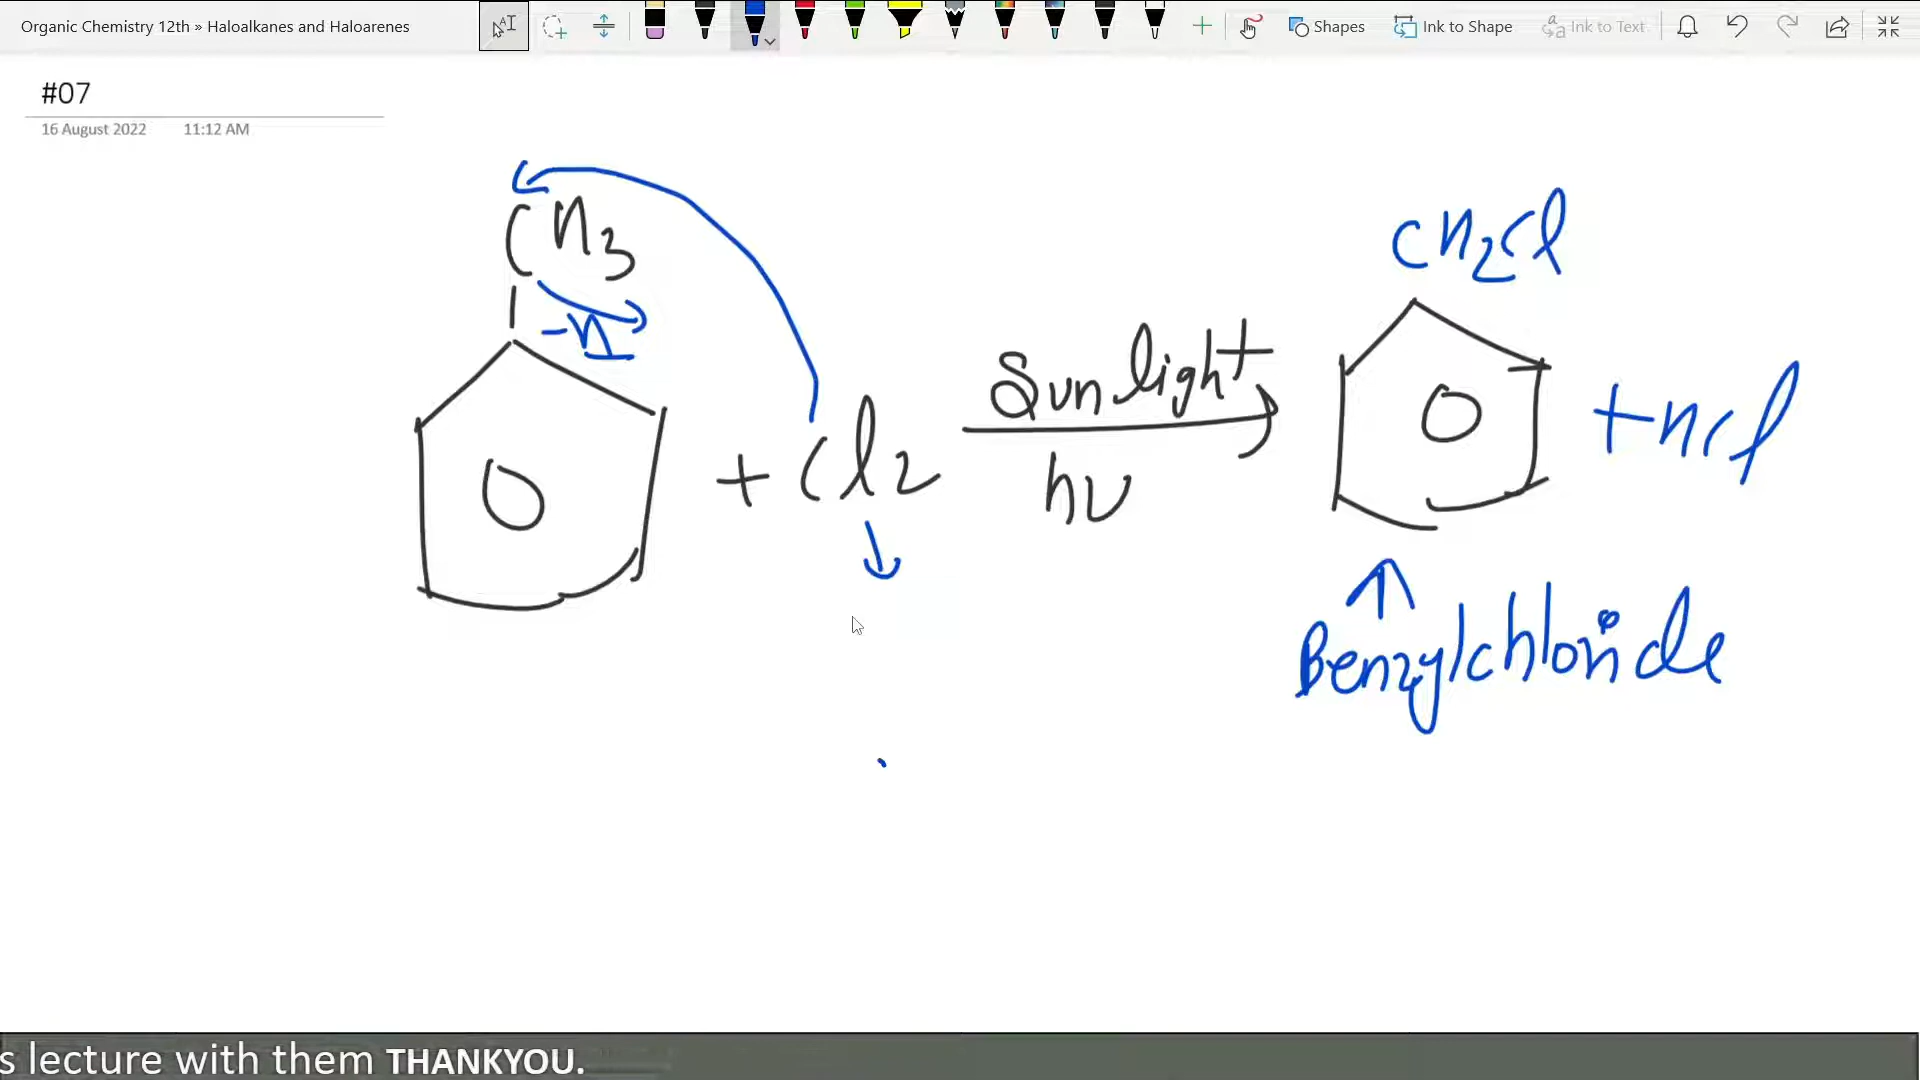 Organic Chemistry 12th » Haloalkanes and Haloarenes
Shapes
Ink to Shape
Ink to Text
#07
16 August 2022 11:12 AM
CH3
-H
+ Cl2
Sunlight
hν
CH2Cl
+HCl
Benzylchloride
s lecture with them THANKYOU.